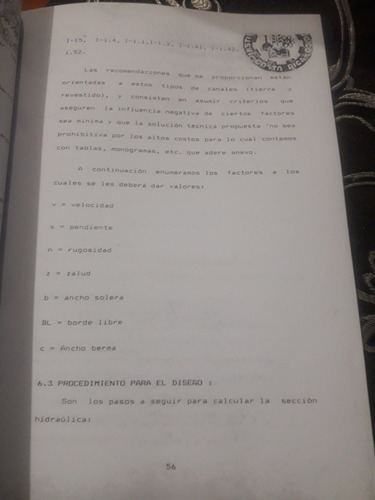 1-15, 1-1.4, 1-1.1,1-1.2, 1-1.41, 1-1.42,
1.52.
Las recomendaciones que se proporcionan están
orientadas a estos tipos de canales (tierra o
revestido), y consisten en asumir criterios que
aseguren la influencia negativa de ciertos factores
sea mínima y que la solución técnica propuesta no sea
prohibitiva por los altos costos para lo cual contamos
con tablas, monogramas, etc. que adere anexo.
A continuación enumeramos los factores a los
cuales se les deberá dar valores:
v = velocidad
s = pendiente
n = rugosidad
z = zalud
b = ancho solera
BL = borde libre
c = Ancho berma
6.3 PROCEDIMIENTO PARA EL DISEÑO :
Son los pasos a seguir para calcular la sección
hidraúlica:
56